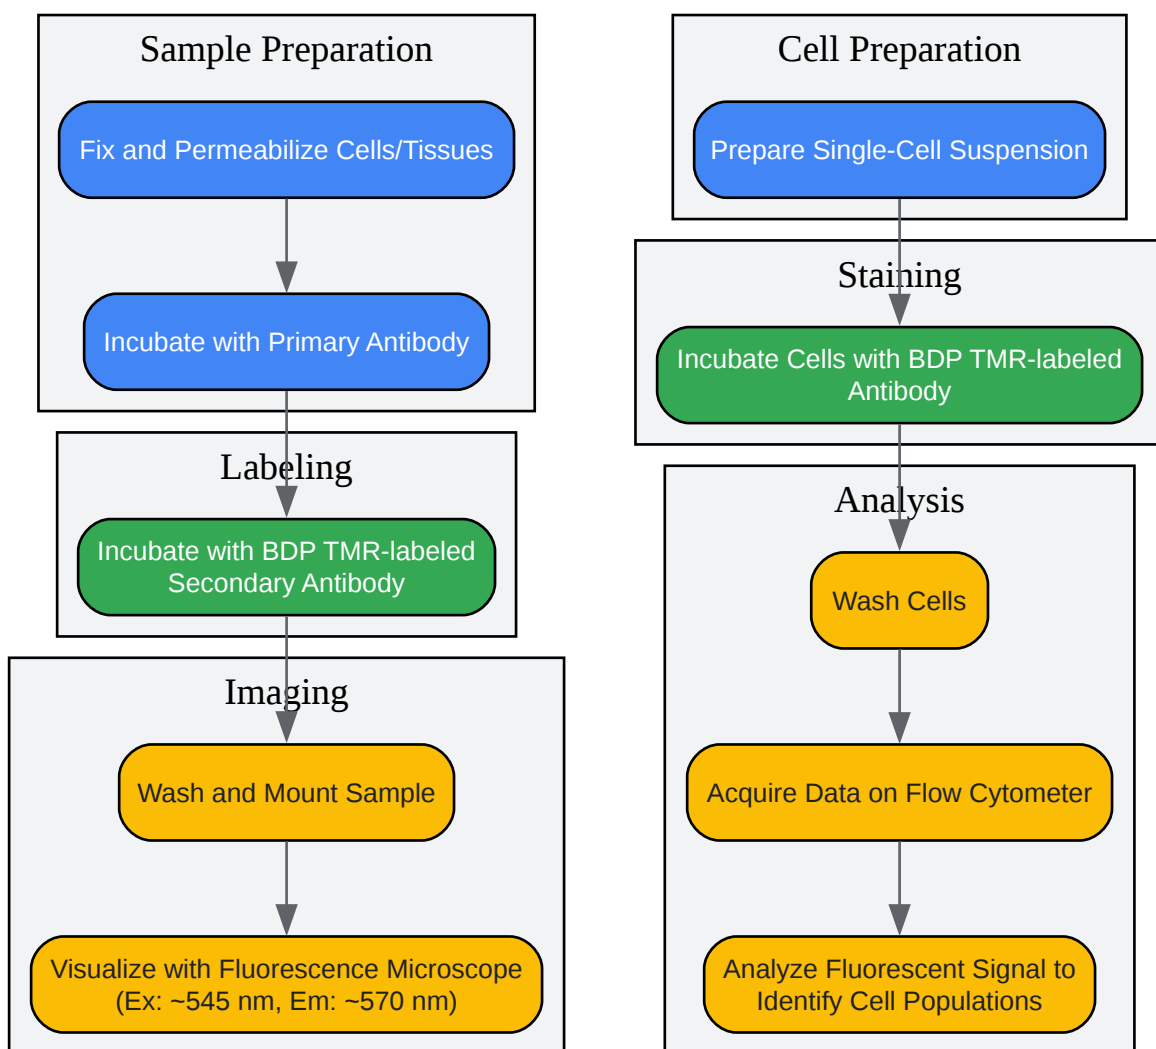 Sample Preparation
Fix and Permeabilize Cells/Tissues
Incubate with Primary Antibody
Labeling
Incubate with BDP TMR-labeled
Secondary Antibody
Imaging
Wash and Mount Sample
Visualize with Fluorescence Microscope
(Ex: ~545 nm, Em: ~570 nm)
Cell Preparation
Prepare Single-Cell Suspension
Staining
Incubate Cells with BDP TMR-labeled
Antibody
Analysis
Wash Cells
Acquire Data on Flow Cytometer
Analyze Fluorescent Signal to
Identify Cell Populations